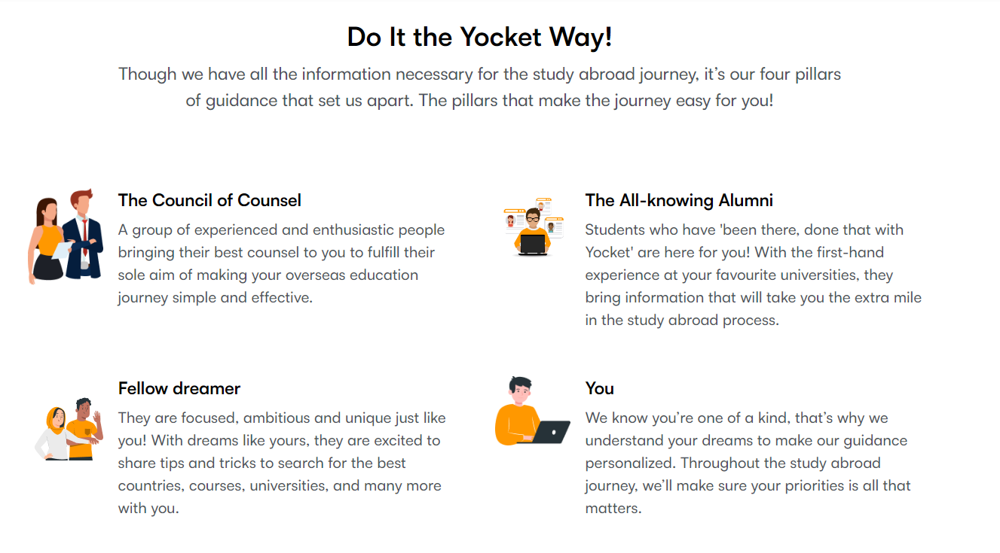 Do It the Yocket Way!
Though we have all the information necessary for the study abroad journey, it’s our four pillars
of guidance that set us apart. The pillars that make the journey easy for you!
The Council of Counsel
A group of experienced and enthusiastic people
bringing their best counsel to you to fulfill their
sole aim of making your overseas education
journey simple and effective.
The All-knowing Alumni
Students who have 'been there, done that with
Yocket' are here for you! With the first-hand
experience at your favourite universities, they
bring information that will take you the extra mile
in the study abroad process.
Fellow dreamer
They are focused, ambitious and unique just like
you! With dreams like yours, they are excited to
share tips and tricks to search for the best
countries, courses, universities, and many more
with you.
You
We know you’re one of a kind, that’s why we
understand your dreams to make our guidance
personalized. Throughout the study abroad
journey, we’ll make sure your priorities is all that
matters.